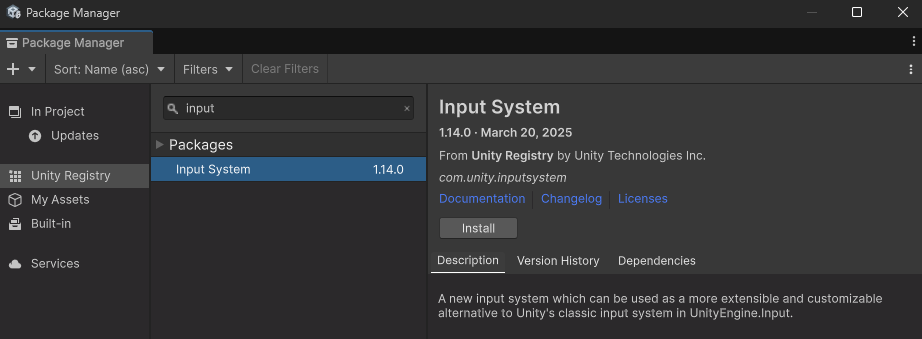 Package Manager
Package Manager
Sort: Name (asc) Filters Clear Filters
In Project
Updates
Unity Registry
My Assets
Built-in
Services
input
Packages
Input System 1.14.0
Input System
1.14.0 · March 20, 2025
From Unity Registry by Unity Technologies Inc.
com.unity.inputsystem
Documentation Changelog Licenses
Install
Description Version History Dependencies
A new input system which can be used as a more extensible and customizable
alternative to Unity's classic input system in UnityEngine.Input.